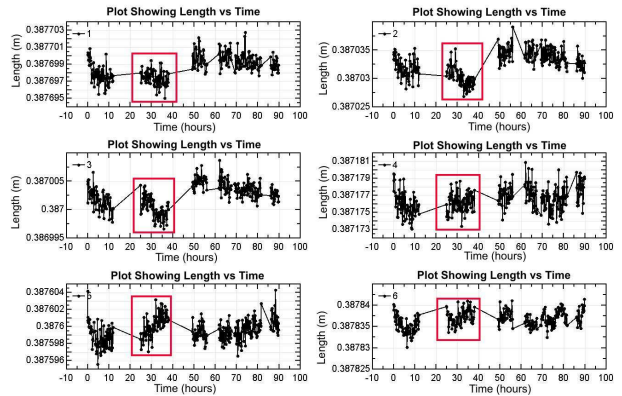 Plot Showing Length vs Time
Length (m)
0.387703
0.387701
0.387699
0.387697
0.387695
1
-10 0 10 20 30 40 50 60 70 80 90 100
Time (hours)
Plot Showing Length vs Time
Length (m)
0.387035
0.38703
0.387025
2
-10 0 10 20 30 40 50 60 70 80 90 100
Time (hours)
Plot Showing Length vs Time
Length (m)
0.387005
0.387
0.386995
3
-10 0 10 20 30 40 50 60 70 80 90 100
Time (hours)
Plot Showing Length vs Time
Length (m)
0.387181
0.387179
0.387177
0.387175
0.387173
4
-10 0 10 20 30 40 50 60 70 80 90 100
Time (hours)
Plot Showing Length vs Time
Length (m)
0.387604
0.387602
0.3876
0.387598
0.387596
5
-10 0 10 20 30 40 50 60 70 80 90 100
Time (hours)
Plot Showing Length vs Time
Length (m)
0.38784
0.387835
0.38783
0.387825
6
-10 0 10 20 30 40 50 60 70 80 90 100
Time (hours)